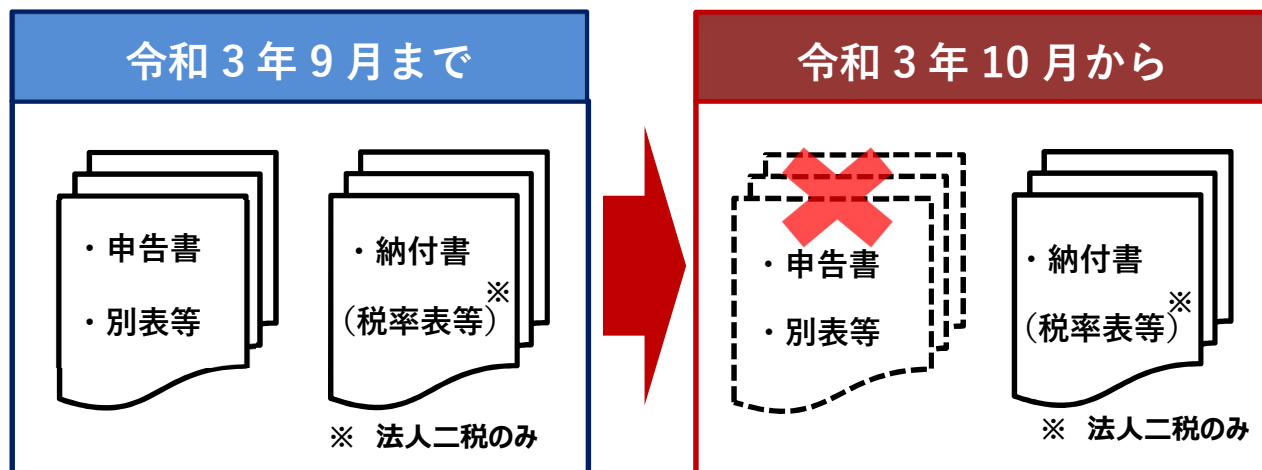 令和3年9月まで
・申告書
・別表等
・納付書
（税率表等）※
※ 法人二税のみ
令和3年10月から
・申告書
・別表等
・納付書
（税率表等）※
※ 法人二税のみ